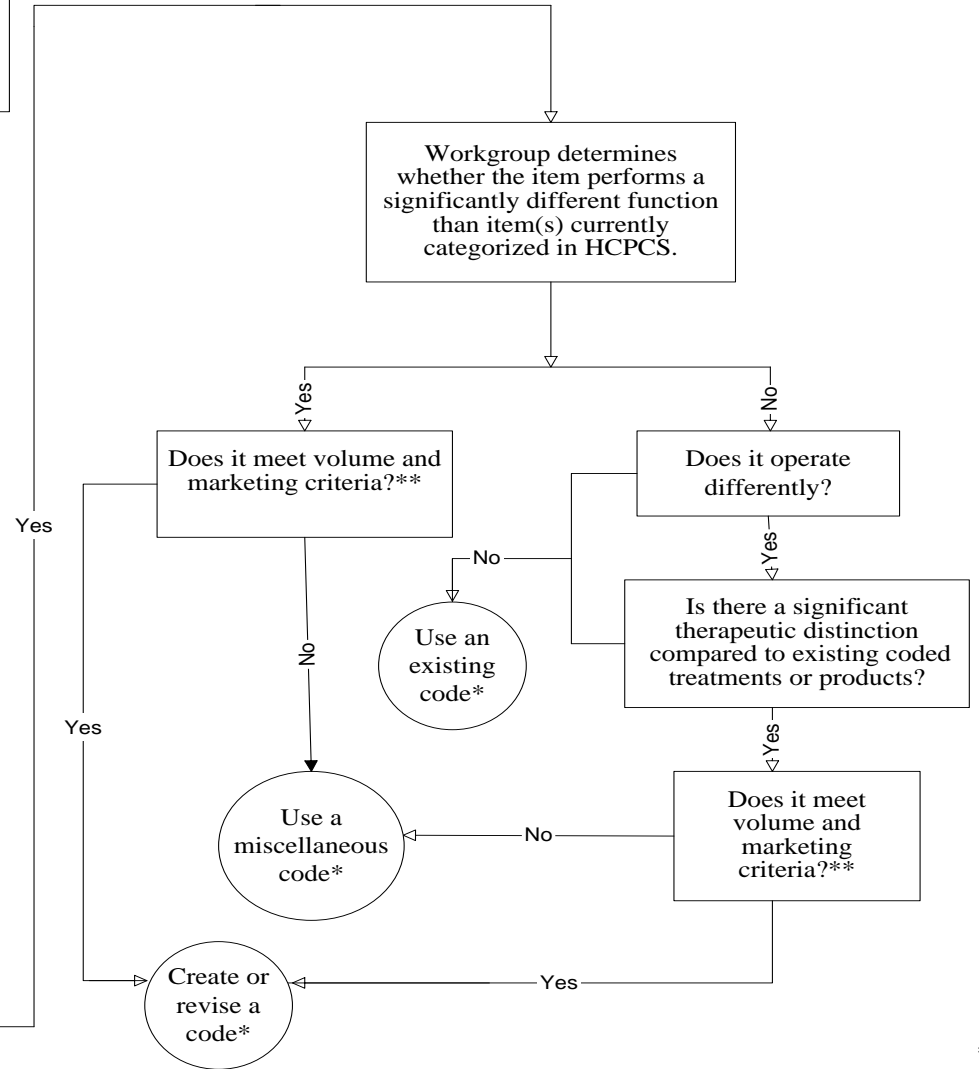 Workgroup determines
whether the item performs a
significantly different function
than item(s) currently
categorized in HCPCS.
Yes
No
Does it meet volume and
marketing criteria?**
Does it operate
differently?
Yes
No
Yes
Is there a significant
therapeutic distinction
compared to existing coded
treatments or products?
Use an
existing
code*
No
Yes
Yes
Does it meet
volume and
marketing
criteria?**
Use a
miscellaneous
code*
No
Create or
revise a
code*
Yes